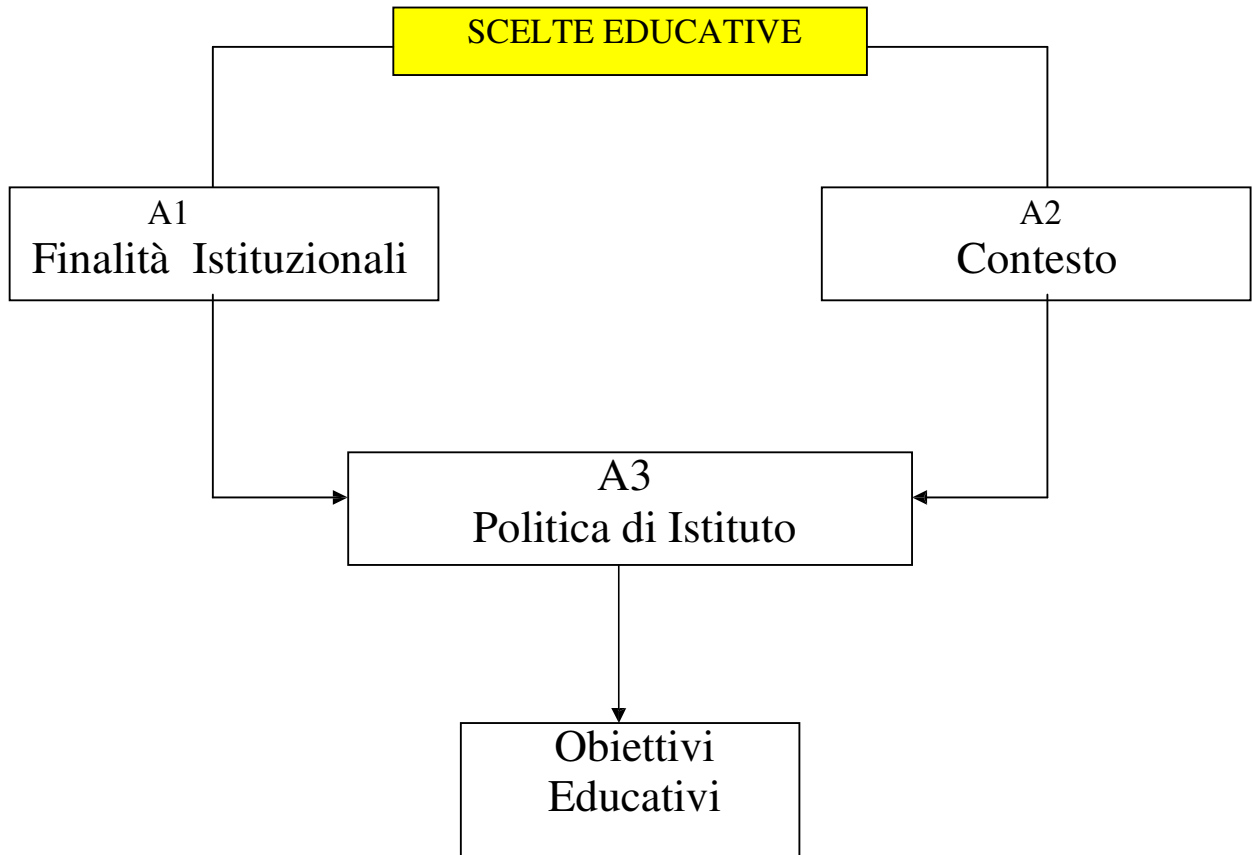 SCELTE EDUCATIVE
A1
Finalità Istituzionali
A2
Contesto
A3
Politica di Istituto
Obiettivi
Educativi